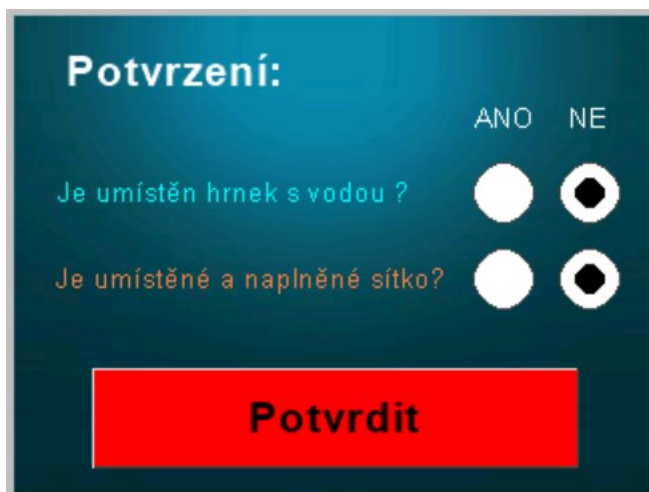 Potvrzení:
ANO NE
Je umístěn hrnek s vodou ?
Je umístěné a naplněné sítko?
Potvrdit